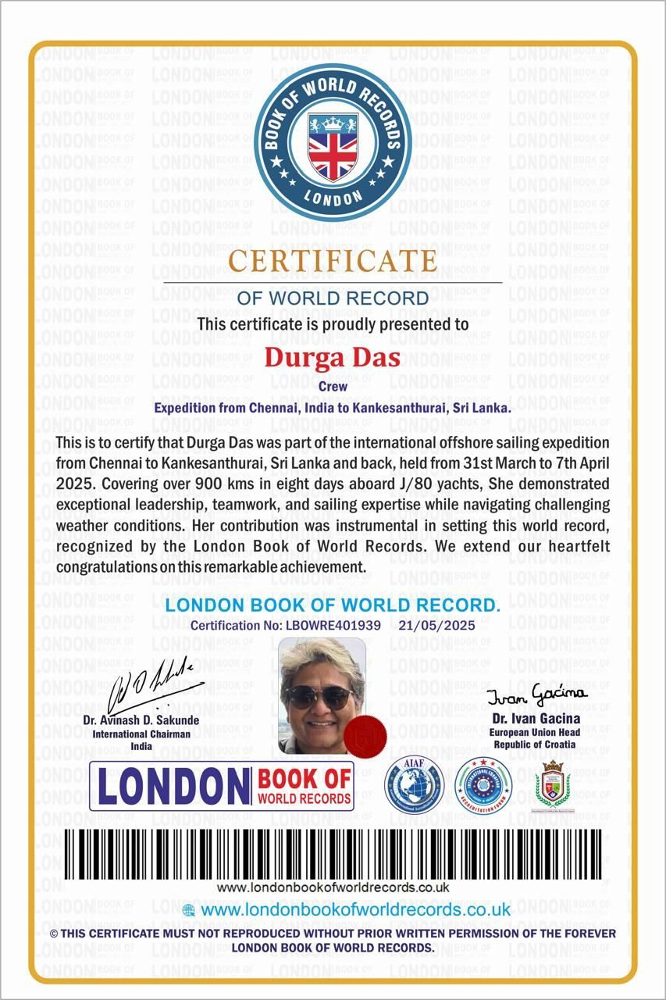 BOOK OF WORLD RECORDS
LONDON
CERTIFICATE
OF WORLD RECORD
This certificate is proudly presented to
Durga Das
Crew
Expedition from Chennai, India to Kankesanthurai, Sri Lanka.
This is to certify that Durga Das was part of the international offshore sailing expedition
from Chennai to Kankesanthurai, Sri Lanka and back, held from 31st March to 7th April
2025. Covering over 900 kms in eight days aboard J/80 yachts, She demonstrated
exceptional leadership, teamwork, and sailing expertise while navigating challenging
weather conditions. Her contribution was instrumental in setting this world record,
recognized by the London Book of World Records. We extend our heartfelt
congratulations on this remarkable achievement.
LONDON BOOK OF WORLD RECORD.
Certification No: LBOWRE401939 21/05/2025
Ivan Gaćina
Dr. Avinash D. Sakunde
International Chairman
India
Dr. Ivan Gacina
European Union Head
Republic of Croatia
LONDON BOOK OF
WORLD RECORDS
AIAF
www.londonbookofworldrecords.co.uk
www.londonbookofworldrecords.co.uk
© THIS CERTIFICATE MUST NOT REPRODUCED WITHOUT PRIOR WRITTEN PERMISSION OF THE FOREVER
LONDON BOOK OF WORLD RECORDS.